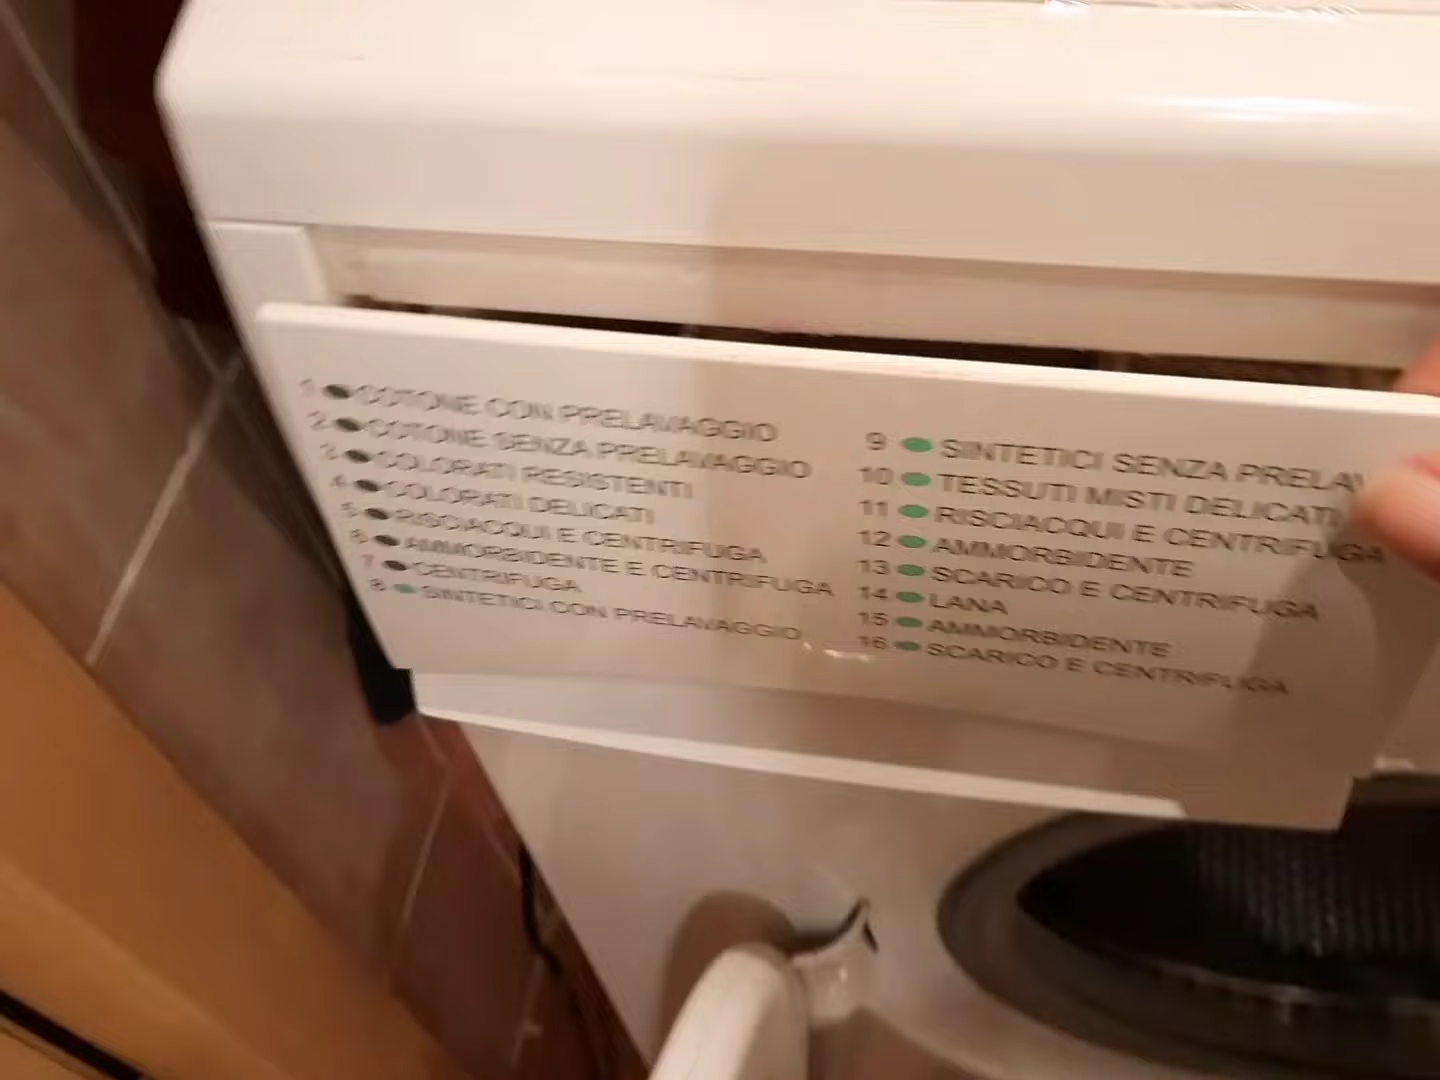 1 COTONE CON PRELAVAGGIO
2 COTONE SENZA PRELAVAGGIO
3 COLORATI RESISTENTI
4 COLORATI DELICATI
5 RISCIACQUI E CENTRIFUGA
6 AMMORBIDENTE E CENTRIFUGA
7 CENTRIFUGA
8 SINTETICI CON PRELAVAGGIO
9 SINTETICI SENZA PRELAV
10 TESSUTI MISTI DELICATI
11 RISCIACQUI E CENTRIFUGA
12 AMMORBIDENTE
13 SCARICO E CENTRIFUGA
14 LANA
15 AMMORBIDENTE
16 SCARICO E CENTRIFUGA